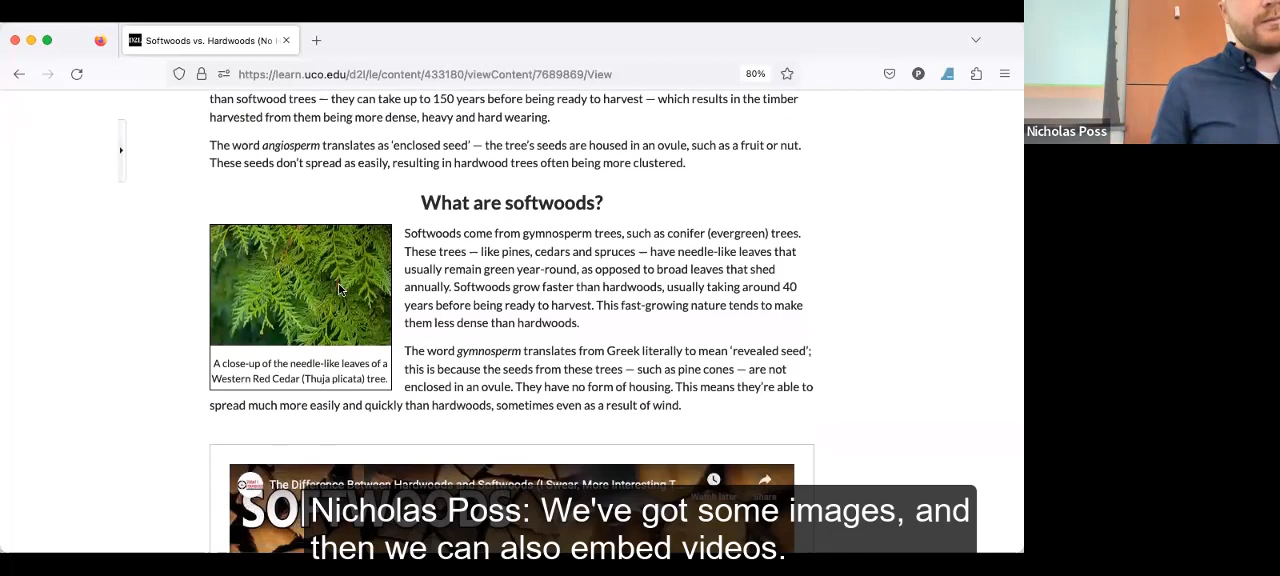 Softwoods vs. Hardwoods (No
https://learn.uco.edu/d2l/le/content/433180/viewContent/7689869/View
80%
Nicholas Poss
than softwood trees — they can take up to 150 years before being ready to harvest — which results in the timber
harvested from them being more dense, heavy and hard wearing.
The word angiosperm translates as ‘enclosed seed’ — the tree’s seeds are housed in an ovule, such as a fruit or nut.
These seeds don’t spread as easily, resulting in hardwood trees often being more clustered.
What are softwoods?
Softwoods come from gymnosperm trees, such as conifer (evergreen) trees.
These trees — like pines, cedars and spruces — have needle-like leaves that
usually remain green year-round, as opposed to broad leaves that shed
annually. Softwoods grow faster than hardwoods, usually taking around 40
years before being ready to harvest. This fast-growing nature tends to make
them less dense than hardwoods.
A close-up of the needle-like leaves of a
Western Red Cedar (Thuja plicata) tree.
The word gymnosperm translates from Greek literally to mean ‘revealed seed’;
this is because the seeds from these trees — such as pine cones — are not
enclosed in an ovule. They have no form of housing. This means they’re able to
spread much more easily and quickly than hardwoods, sometimes even as a result of wind.
The Difference Between Hardwoods and Softwoods (I Swear, More Interesting T...
Watch later
Share
Nicholas Poss: We've got some images, and
then we can also embed videos.